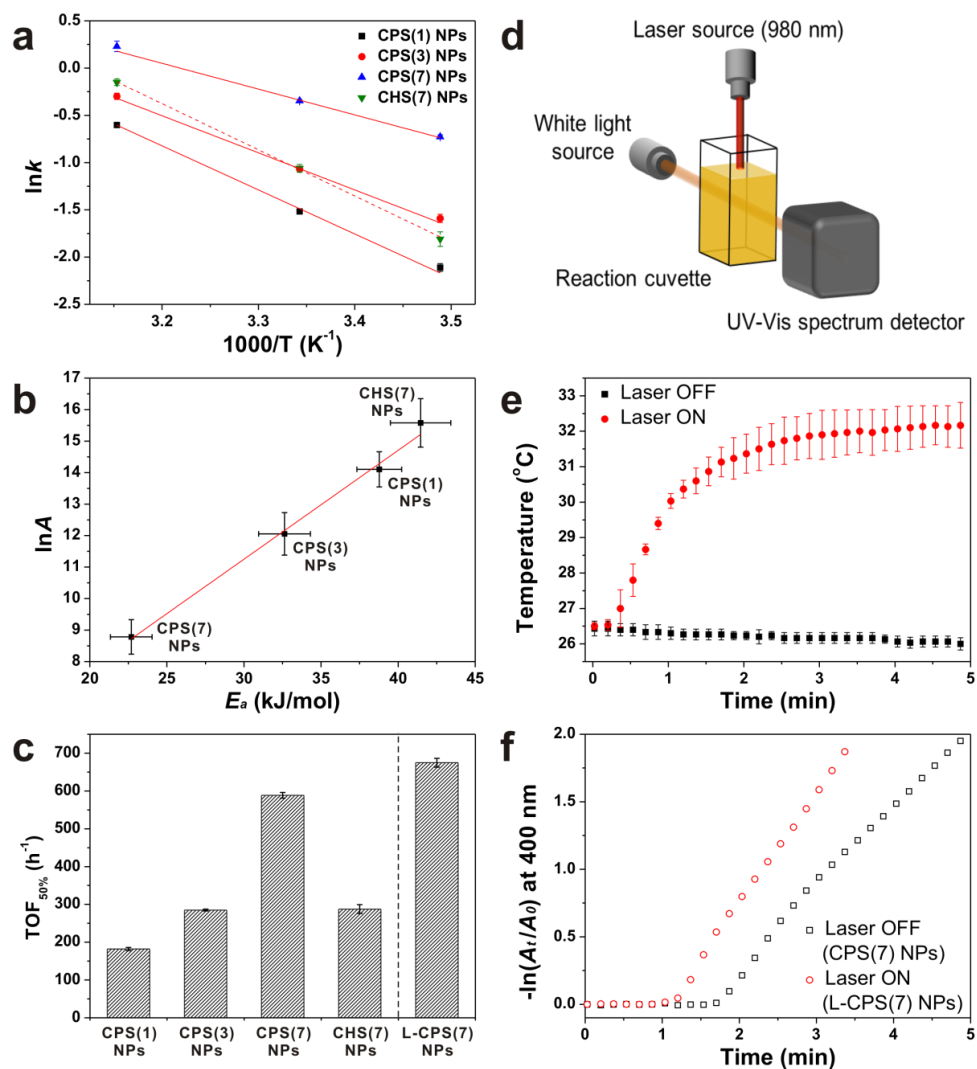 a
0.5
0.0
-0.5
-1.0
-1.5
-2.0
-2.5
lnk
CPS(1) NPs
CPS(3) NPs
CPS(7) NPs
CHS(7) NPs
3.2
3.3
3.4
3.5
1000/T (K⁻¹)
b
17
16
15
14
13
12
11
10
9
8
lnA
CHS(7)
NPs
CPS(1)
NPs
CPS(3)
NPs
CPS(7)
NPs
20
25
30
35
40
45
Eₐ (kJ/mol)
c
700
600
500
400
300
200
100
0
TOF₅₀% (h⁻¹)
CPS(1)
NPs
CPS(3)
NPs
CPS(7)
NPs
CHS(7)
NPs
L-CPS(7)
NPs
d
Laser source (980 nm)
White light
source
Reaction cuvette
UV-Vis spectrum detector
e
33
32
31
30
29
28
27
26
Temperature (°C)
Laser OFF
Laser ON
0
1
2
3
4
5
Time (min)
f
2.0
1.5
1.0
0.5
0.0
-ln(Aₜ/A₀) at 400 nm
Laser OFF
(CPS(7) NPs)
Laser ON
(L-CPS(7) NPs)
0
1
2
3
4
5
Time (min)